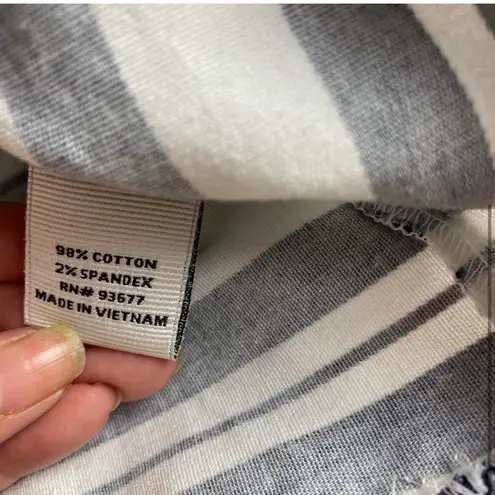 98% COTTON
2% SPANDEX
RN# 93677
MADE IN VIETNAM